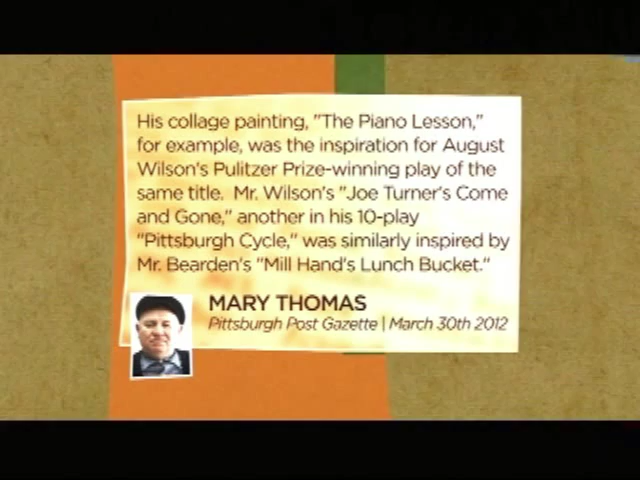 His collage painting, "The Piano Lesson,"
for example, was the inspiration for August
Wilson's Pulitzer Prize-winning play of the
same title.  Mr. Wilson's "Joe Turner's Come
and Gone," another in his 10-play
"Pittsburgh Cycle," was similarly inspired by
Mr. Bearden's "Mill Hand's Lunch Bucket."
MARY THOMAS
Pittsburgh Post Gazette | March 30th 2012